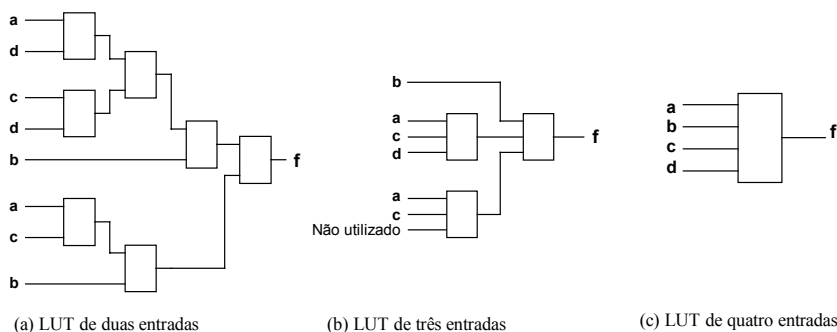 a
d
c
d
b
a
c
b
f
(a) LUT de duas entradas
b
a
c
d
a
c
Não utilizado
f
(b) LUT de três entradas
a
b
c
d
f
(c) LUT de quatro entradas